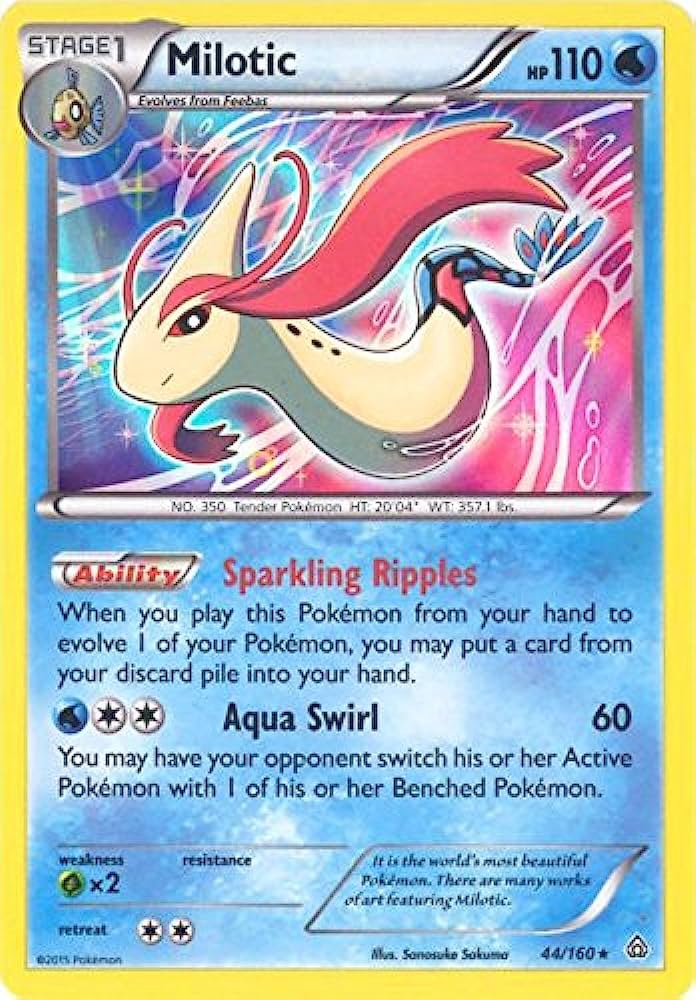 STAGE1
Milotic
HP110
Evolves from Feebas
NO. 350 Tender Pokémon HT: 20'04" WT: 357.1 lbs.
Ability Sparkling Ripples
When you play this Pokémon from your hand to
evolve 1 of your Pokémon, you may put a card from
your discard pile into your hand.
Aqua Swirl 60
You may have your opponent switch his or her Active
Pokémon with 1 of his or her Benched Pokémon.
weakness resistance
×2
It is the world's most beautiful
Pokémon. There are many works
of art featuring Milotic.
retreat
©2015 Pokémon
Illus. Sanosuke Sakuma
44/160★